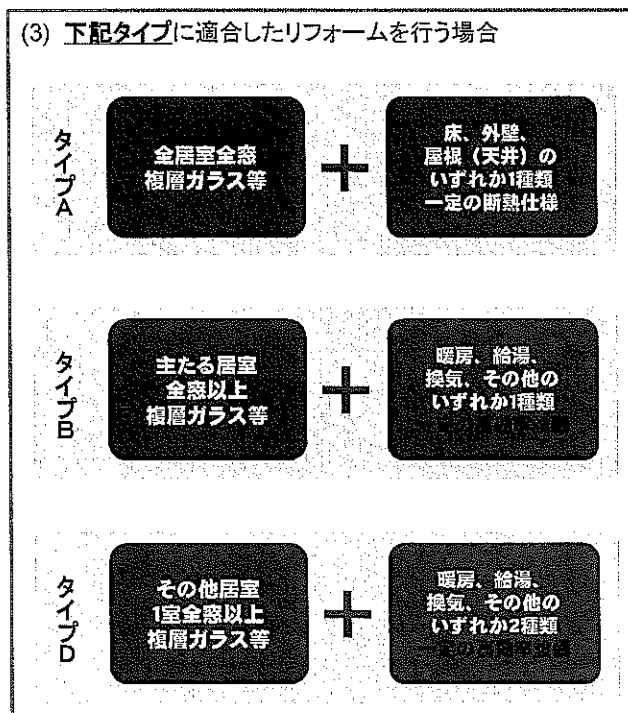 (3) 下記タイプに適合したリフォームを行う場合
タイプA
全居室全窓
複層ガラス等
+
床、外壁、
屋根（天井）の
いずれか1種類
一定の断熱仕様
タイプB
主たる居室
全窓以上
複層ガラス等
+
暖房、給湯、
換気、その他の
いずれか1種類
タイプD
その他居室
1室全窓以上
複層ガラス等
+
暖房、給湯、
換気、その他の
いずれか2種類